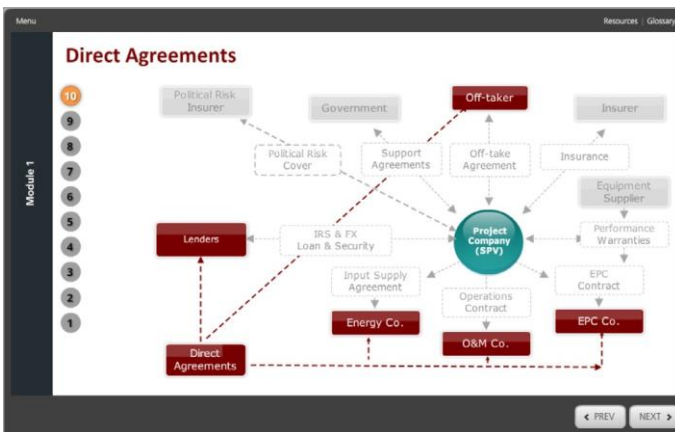 Menu
Resources | Glossary
Direct Agreements
Module 1
10
9
8
7
6
5
4
3
2
1
Political Risk
Insurer
Government
Off-taker
Insurer
Political Risk
Cover
Support
Agreements
Off-take
Agreement
Insurance
Equipment
Supplier
Lenders
IRS & FX
Loan & Security
Project
Company
(SPV)
Performance
Warranties
Input Supply
Agreement
Operations
Contract
EPC
Contract
Energy Co.
O&M Co.
EPC Co.
Direct
Agreements
PREV
NEXT